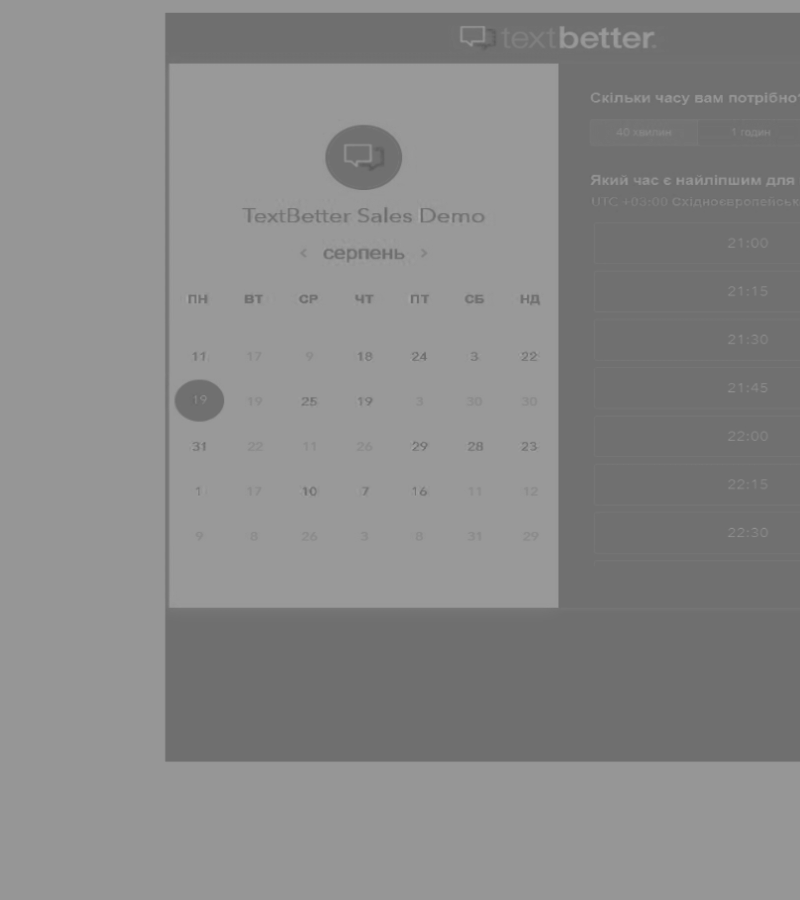 textbetter.
TextBetter Sales Demo
‹ серпень ›
ПН ВТ СР ЧТ ПТ СБ НД
11 17 9 18 24 3 22
19 19 25 19 3 30 30
31 22 11 26 29 28 23
1 17 10 7 16 11 12
9 8 26 3 8 31 29
Скільки часу вам потрібно?
40 хвилин 1 годин
Який час є найліпшим для
UTC +03:00
21:00
21:15
21:30
21:45
22:00
22:15
22:30